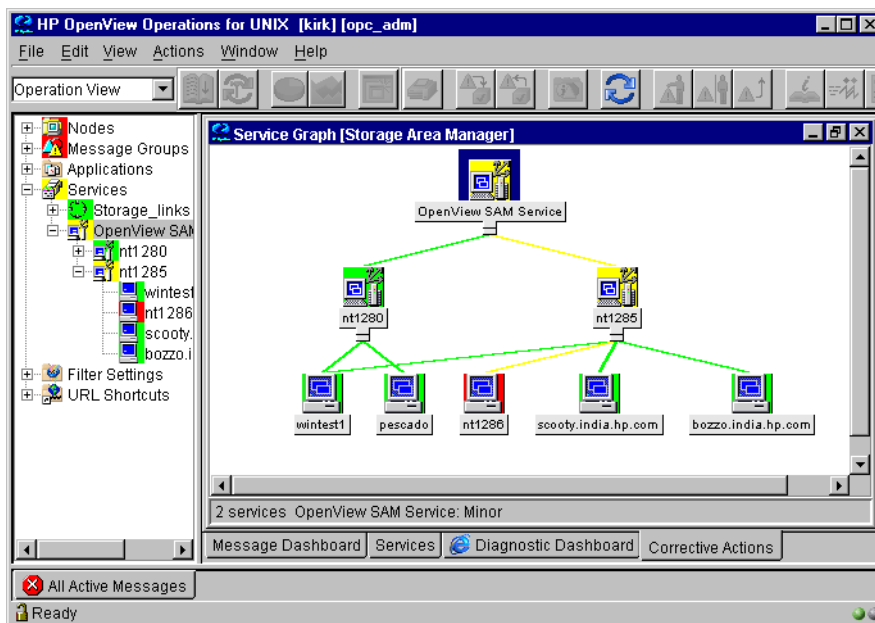 HP OpenView Operations for UNIX [kirk] [opc_adm]
File Edit View Actions Window Help
Operation View
Nodes
Message Groups
Applications
Services
Storage_links
OpenView SAM
nt1280
nt1285
wintest
nt1286
scooty.
bozzo.i
Filter Settings
URL Shortcuts
Service Graph [Storage Area Manager]
OpenView SAM Service
nt1280
nt1285
wintest1
pescado
nt1286
scooty.india.hp.com
bozzo.india.hp.com
2 services OpenView SAM Service: Minor
Message Dashboard
Services
Diagnostic Dashboard
Corrective Actions
All Active Messages
Ready